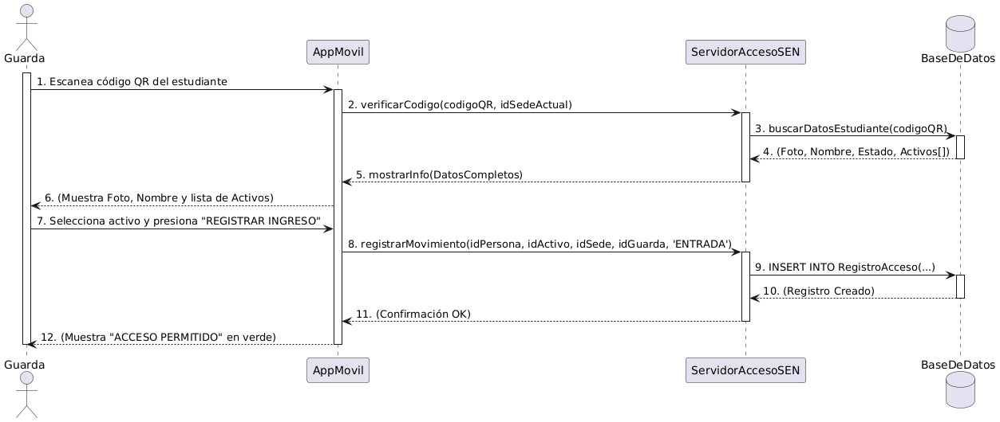 Guarda
AppMovil
ServidorAccesoSEN
BaseDeDatos
1. Escanea código QR del estudiante
2. verificarCodigo(codigoQR, idSedeActual)
3. buscarDatosEstudiante(codigoQR)
4. (Foto, Nombre, Estado, Activos[])
5. mostrarInfo(DatosCompletos)
6. (Muestra Foto, Nombre y lista de Activos)
7. Selecciona activo y presiona "REGISTRAR INGRESO"
8. registrarMovimiento(idPersona, idActivo, idSede, idGuarda, 'ENTRADA')
9. INSERT INTO RegistroAcceso(...)
10. (Registro Creado)
11. (Confirmación OK)
12. (Muestra "ACCESO PERMITIDO" en verde)
Guarda
AppMovil
ServidorAccesoSEN
BaseDeDatos